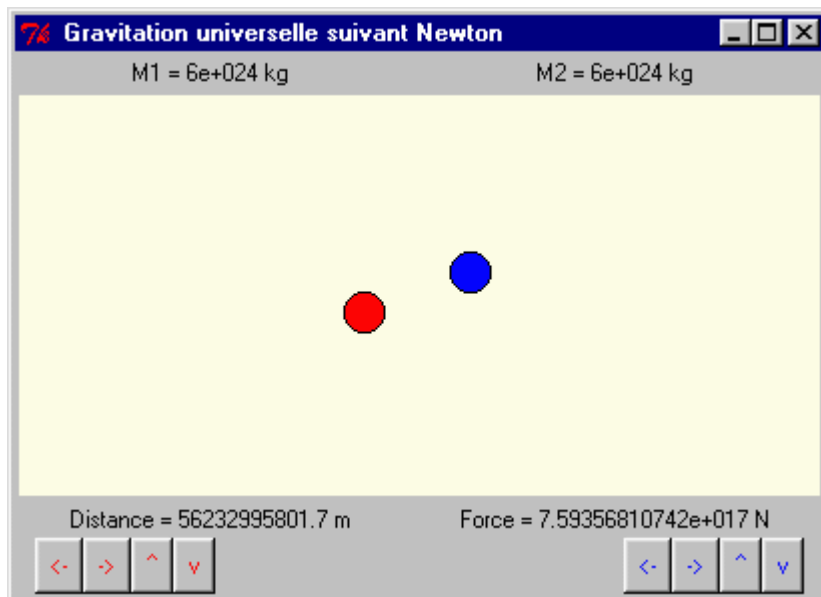 Gravitation universelle suivant Newton
M1 = 6e+024 kg M2 = 6e+024 kg
Distance = 56232995801.7 m Force = 7.59356810742e+017 N
<- -> ^ v <- -> ^ v